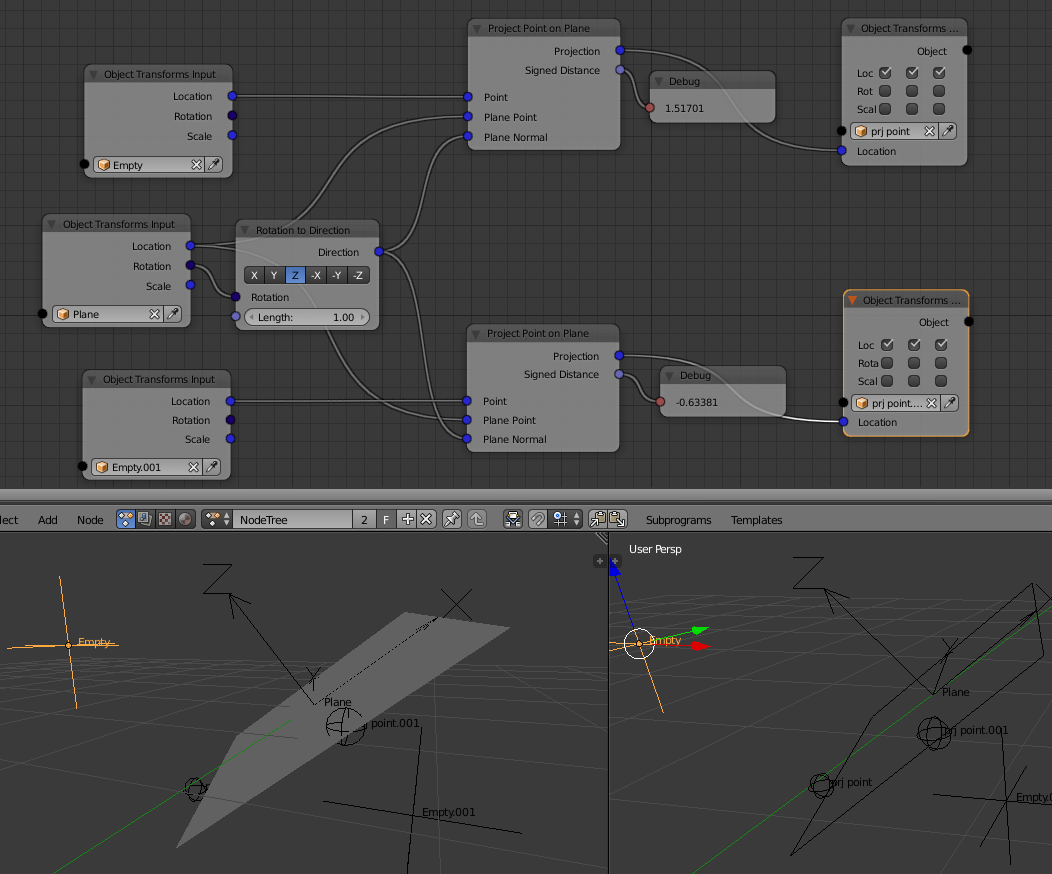 Object Transforms Input
Location
Rotation
Scale
Empty
Project Point on Plane
Projection
Signed Distance
Point
Plane Point
Plane Normal
Debug
1.51701
Object Transforms ...
Object
Loc
Rot
Scal
prj point
Location
Object Transforms Input
Location
Rotation
Scale
Plane
Rotation to Direction
Direction
X Y Z -X -Y -Z
Rotation
Length: 1.00
Object Transforms Input
Location
Rotation
Scale
Empty.001
Project Point on Plane
Projection
Signed Distance
Point
Plane Point
Plane Normal
Debug
-0.63381
Object Transforms ...
Object
Loc
Rota
Scal
prj point....
Location
lect Add Node NodeTree 2 F Subprograms Templates
Z
X
Empty
Y
Plane
point.001
Empty.001
User Persp
Z
Empty
Y
Plane
prj point.001
prj point
Empty.0